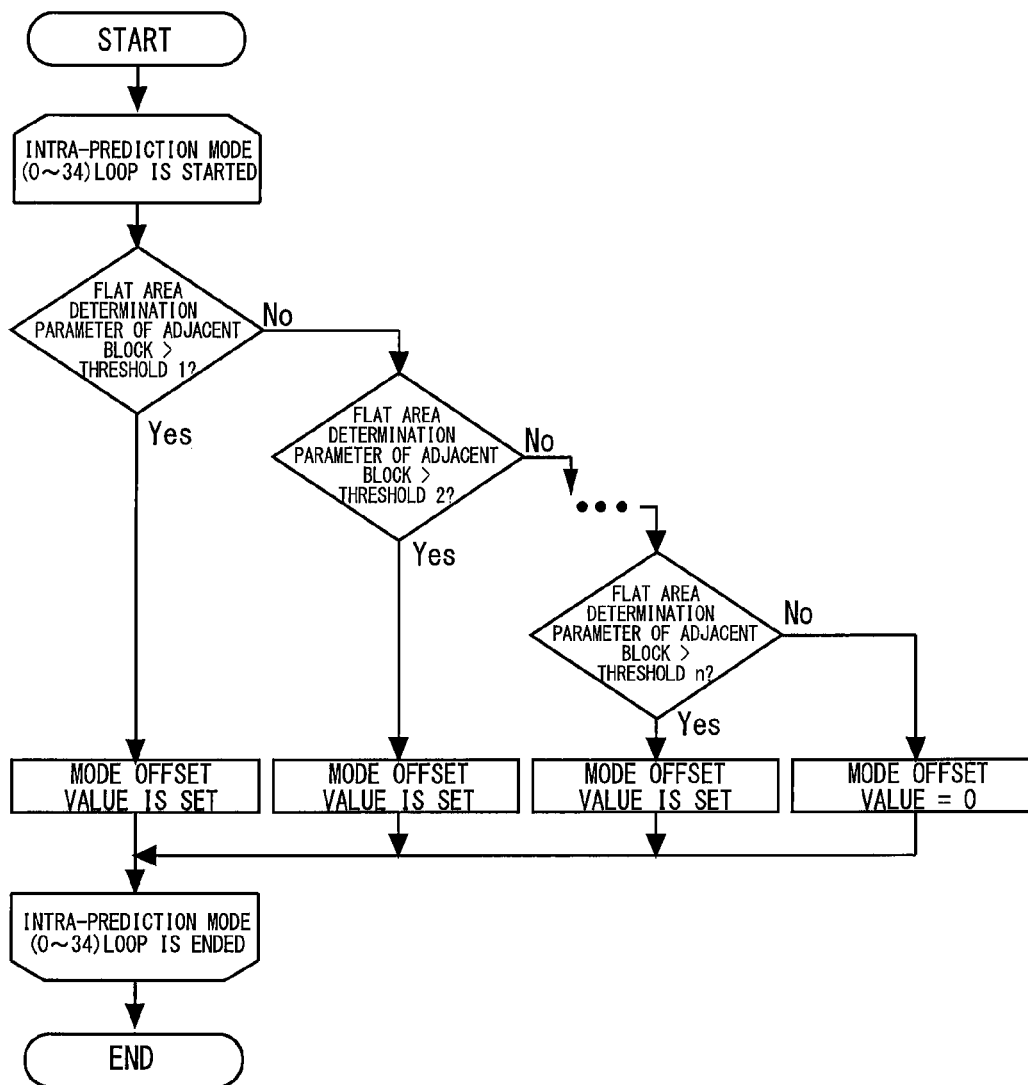 START
INTRA-PREDICTION MODE
(0～34)LOOP IS STARTED
FLAT AREA
DETERMINATION
PARAMETER OF ADJACENT
BLOCK >
THRESHOLD 1?
No
Yes
FLAT AREA
DETERMINATION
PARAMETER OF ADJACENT
BLOCK >
THRESHOLD 2?
No
Yes
•••
FLAT AREA
DETERMINATION
PARAMETER OF ADJACENT
BLOCK >
THRESHOLD n?
No
Yes
MODE OFFSET
VALUE IS SET
MODE OFFSET
VALUE IS SET
MODE OFFSET
VALUE IS SET
MODE OFFSET
VALUE = 0
INTRA-PREDICTION MODE
(0～34)LOOP IS ENDED
END